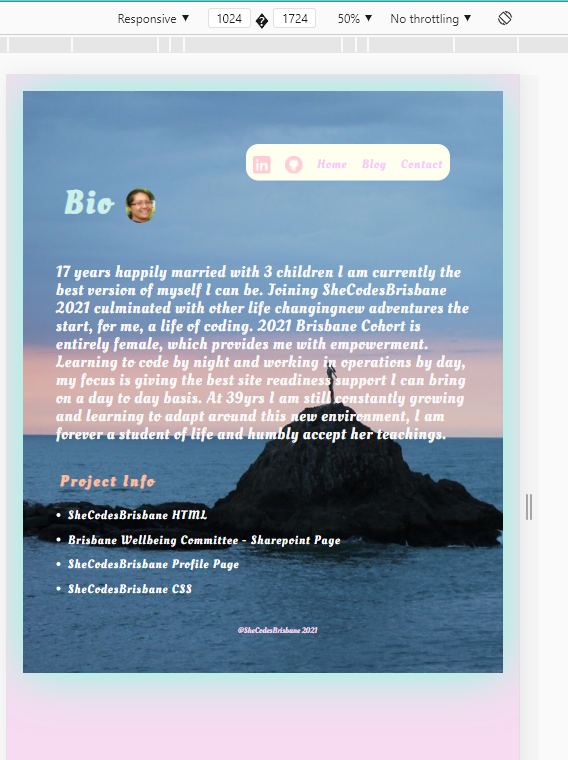 Responsive ▼ 1024 � 1724 50% ▼ No throttling ▼
in Home Blog Contact
Bio
17 years happily married with 3 children I am currently the
best version of myself I can be. Joining SheCodesBrisbane
2021 culminated with other life changingnew adventures the
start, for me, a life of coding. 2021 Brisbane Cohort is
entirely female, which provides me with empowerment.
Learning to code by night and working in operations by day,
my focus is giving the best site readiness support I can bring
on a day to day basis. At 39yrs I am still constantly growing
and learning to adapt around this new environment, I am
forever a student of life and humbly accept her teachings.
Project Info
• SheCodesBrisbane HTML
• Brisbane Wellbeing Committee - Sharepoint Page
• SheCodesBrisbane Profile Page
• SheCodesBrisbane CSS
@SheCodesBrisbane 2021